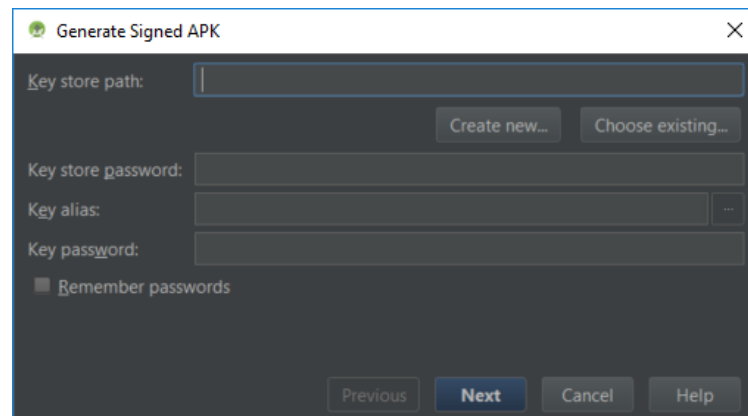 Generate Signed APK
Key store path:
Create new... Choose existing...
Key store password:
Key alias: ...
Key password:
Remember passwords
Previous Next Cancel Help